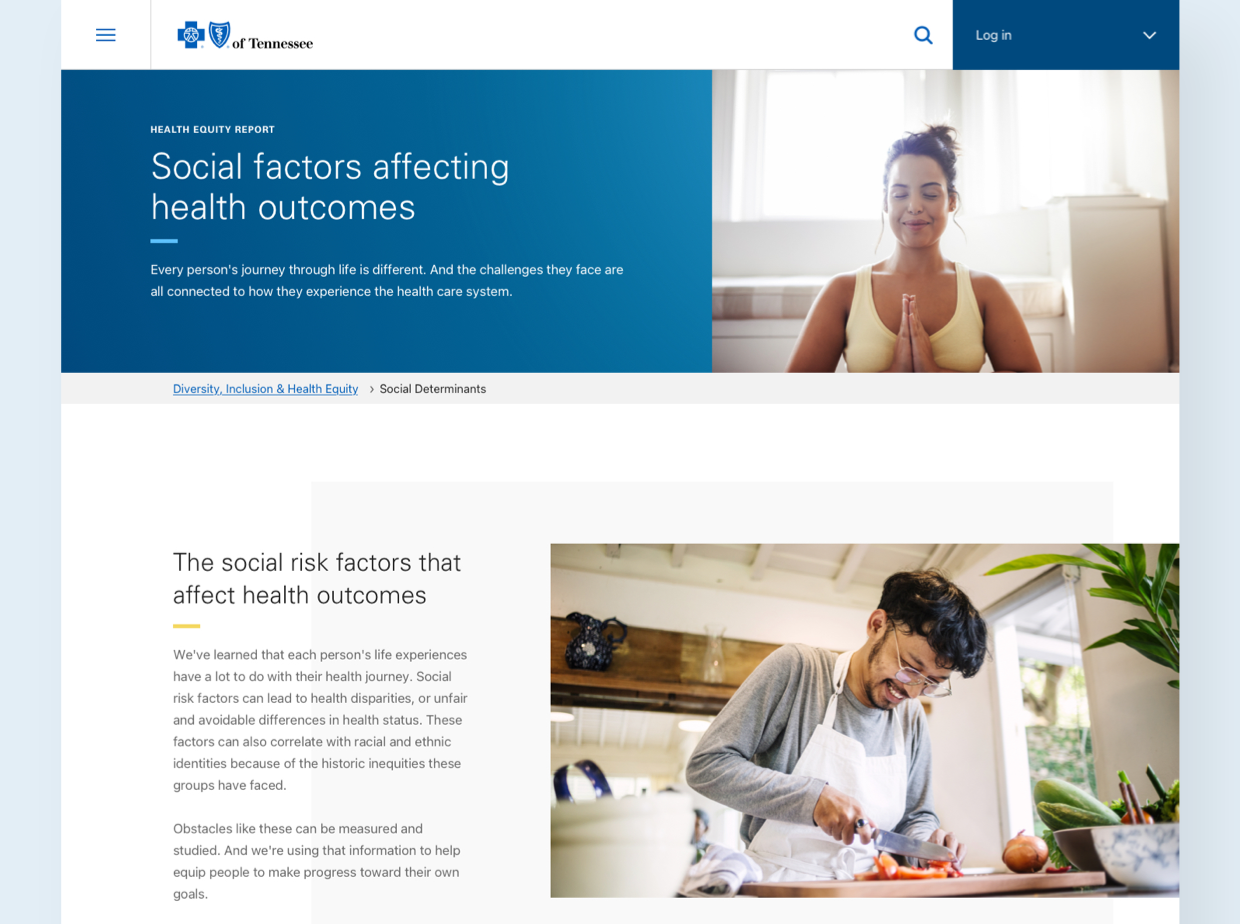 of Tennessee
Log in
HEALTH EQUITY REPORT
Social factors affecting
health outcomes
Every person's journey through life is different. And the challenges they face are
all connected to how they experience the health care system.
Diversity, Inclusion & Health Equity › Social Determinants
The social risk factors that
affect health outcomes
We've learned that each person's life experiences
have a lot to do with their health journey. Social
risk factors can lead to health disparities, or unfair
and avoidable differences in health status. These
factors can also correlate with racial and ethnic
identities because of the historic inequities these
groups have faced.
Obstacles like these can be measured and
studied. And we're using that information to help
equip people to make progress toward their own
goals.